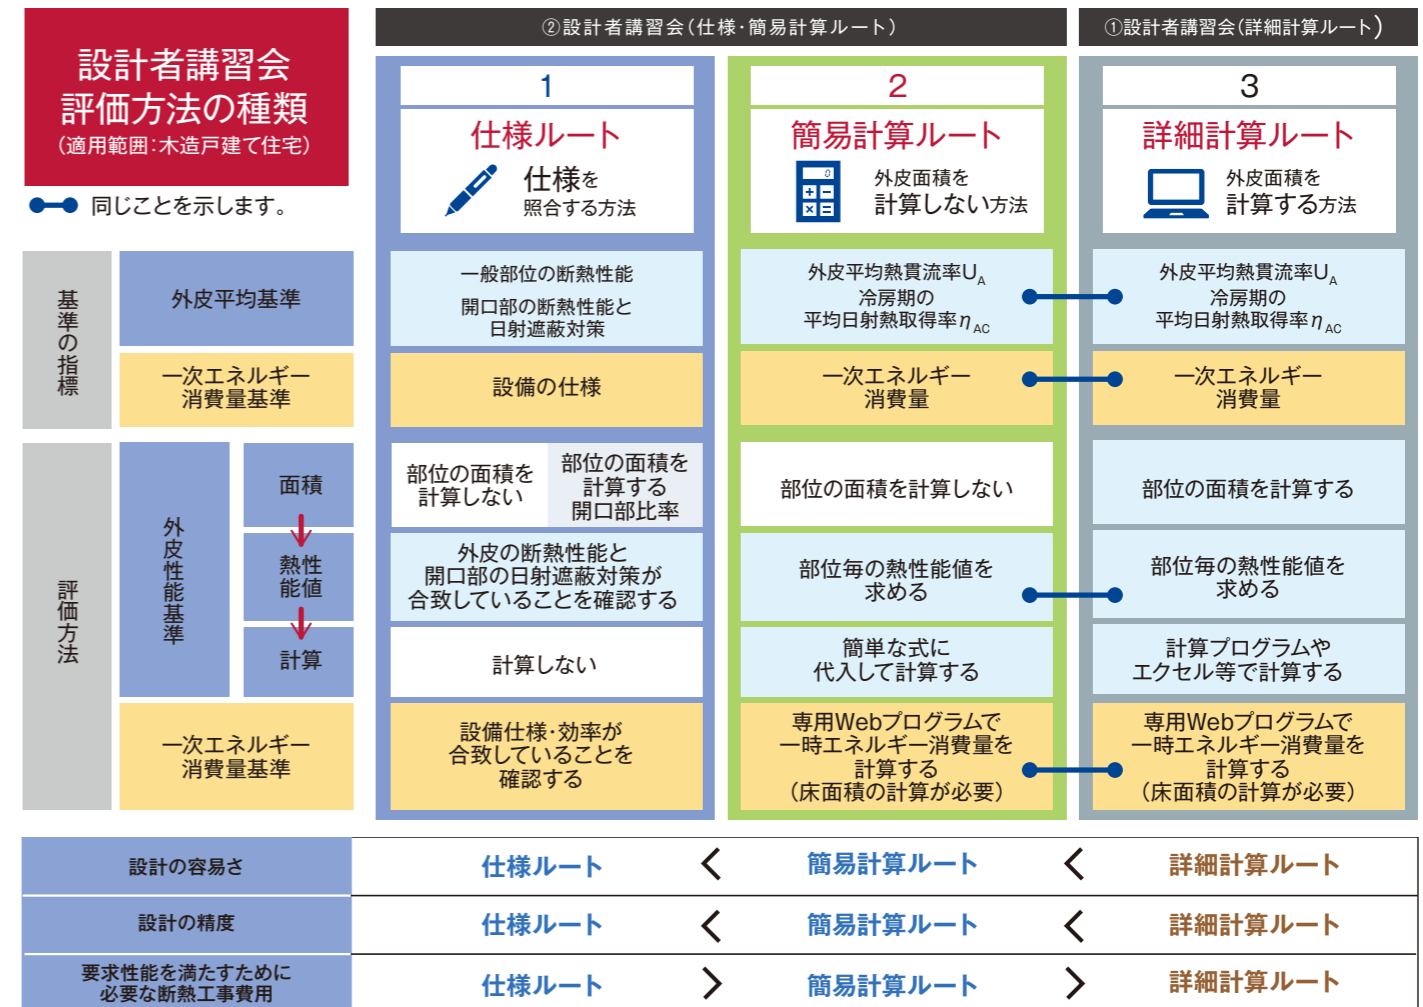 設計者講習会
評価方法の種類
(適用範囲:木造戸建て住宅)
同じことを示します。
②設計者講習会(仕様・簡易計算ルート)
①設計者講習会(詳細計算ルート)
1
仕様ルート
仕様を
照合する方法
2
簡易計算ルート
0
外皮面積を
計算しない方法
3
詳細計算ルート
外皮面積を
計算する方法
基準の指標
外皮平均基準
一般部位の断熱性能
開口部の断熱性能と
日射遮蔽対策
外皮平均熱貫流率UA
冷房期の
平均日射熱取得率ηAC
外皮平均熱貫流率UA
冷房期の
平均日射熱取得率ηAC
一次エネルギー
消費量基準
設備の仕様
一次エネルギー
消費量
一次エネルギー
消費量
評価方法
外皮性能基準
面積
部位の面積を
計算しない
部位の面積を
計算する
開口部比率
部位の面積を計算しない
部位の面積を計算する
熱性
能値
外皮の断熱性能と
開口部の日射遮蔽対策が
合致していることを確認する
部位毎の熱性能値を
求める
部位毎の熱性能値を
求める
計算
計算しない
簡単な式に
代入して計算する
計算プログラムや
エクセル等で計算する
一次エネルギー
消費量基準
設備仕様・効率が
合致していることを
確認する
専用Webプログラムで
一時エネルギー消費量を
計算する
(床面積の計算が必要)
専用Webプログラムで
一時エネルギー消費量を
計算する
(床面積の計算が必要)
設計の容易さ
仕様ルート < 簡易計算ルート < 詳細計算ルート
設計の精度
仕様ルート < 簡易計算ルート < 詳細計算ルート
要求性能を満たすために
必要な断熱工事費用
仕様ルート > 簡易計算ルート > 詳細計算ルート